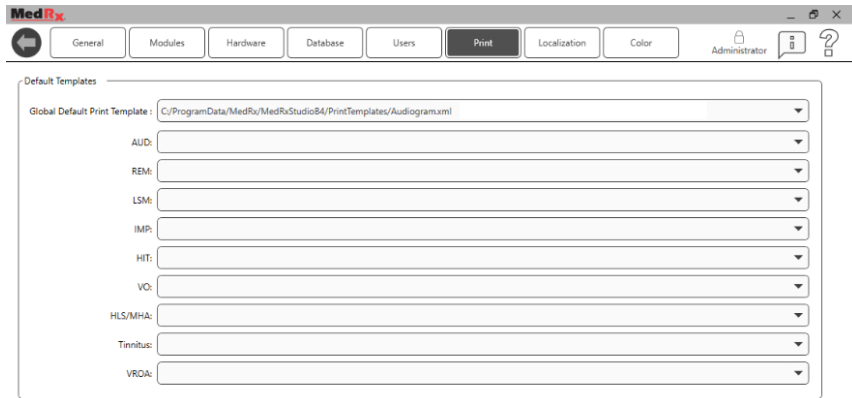 MedRx
General Modules Hardware Database Users Print Localization Color Administrator
Default Templates
Global Default Print Template : C:/ProgramData/MedRx/MedRxStudioB4/PrintTemplates/Audiogram.xml
AUD:
REM:
LSM:
IMP:
HIT:
VO:
HLS/MHA:
Tinnitus:
VROA: